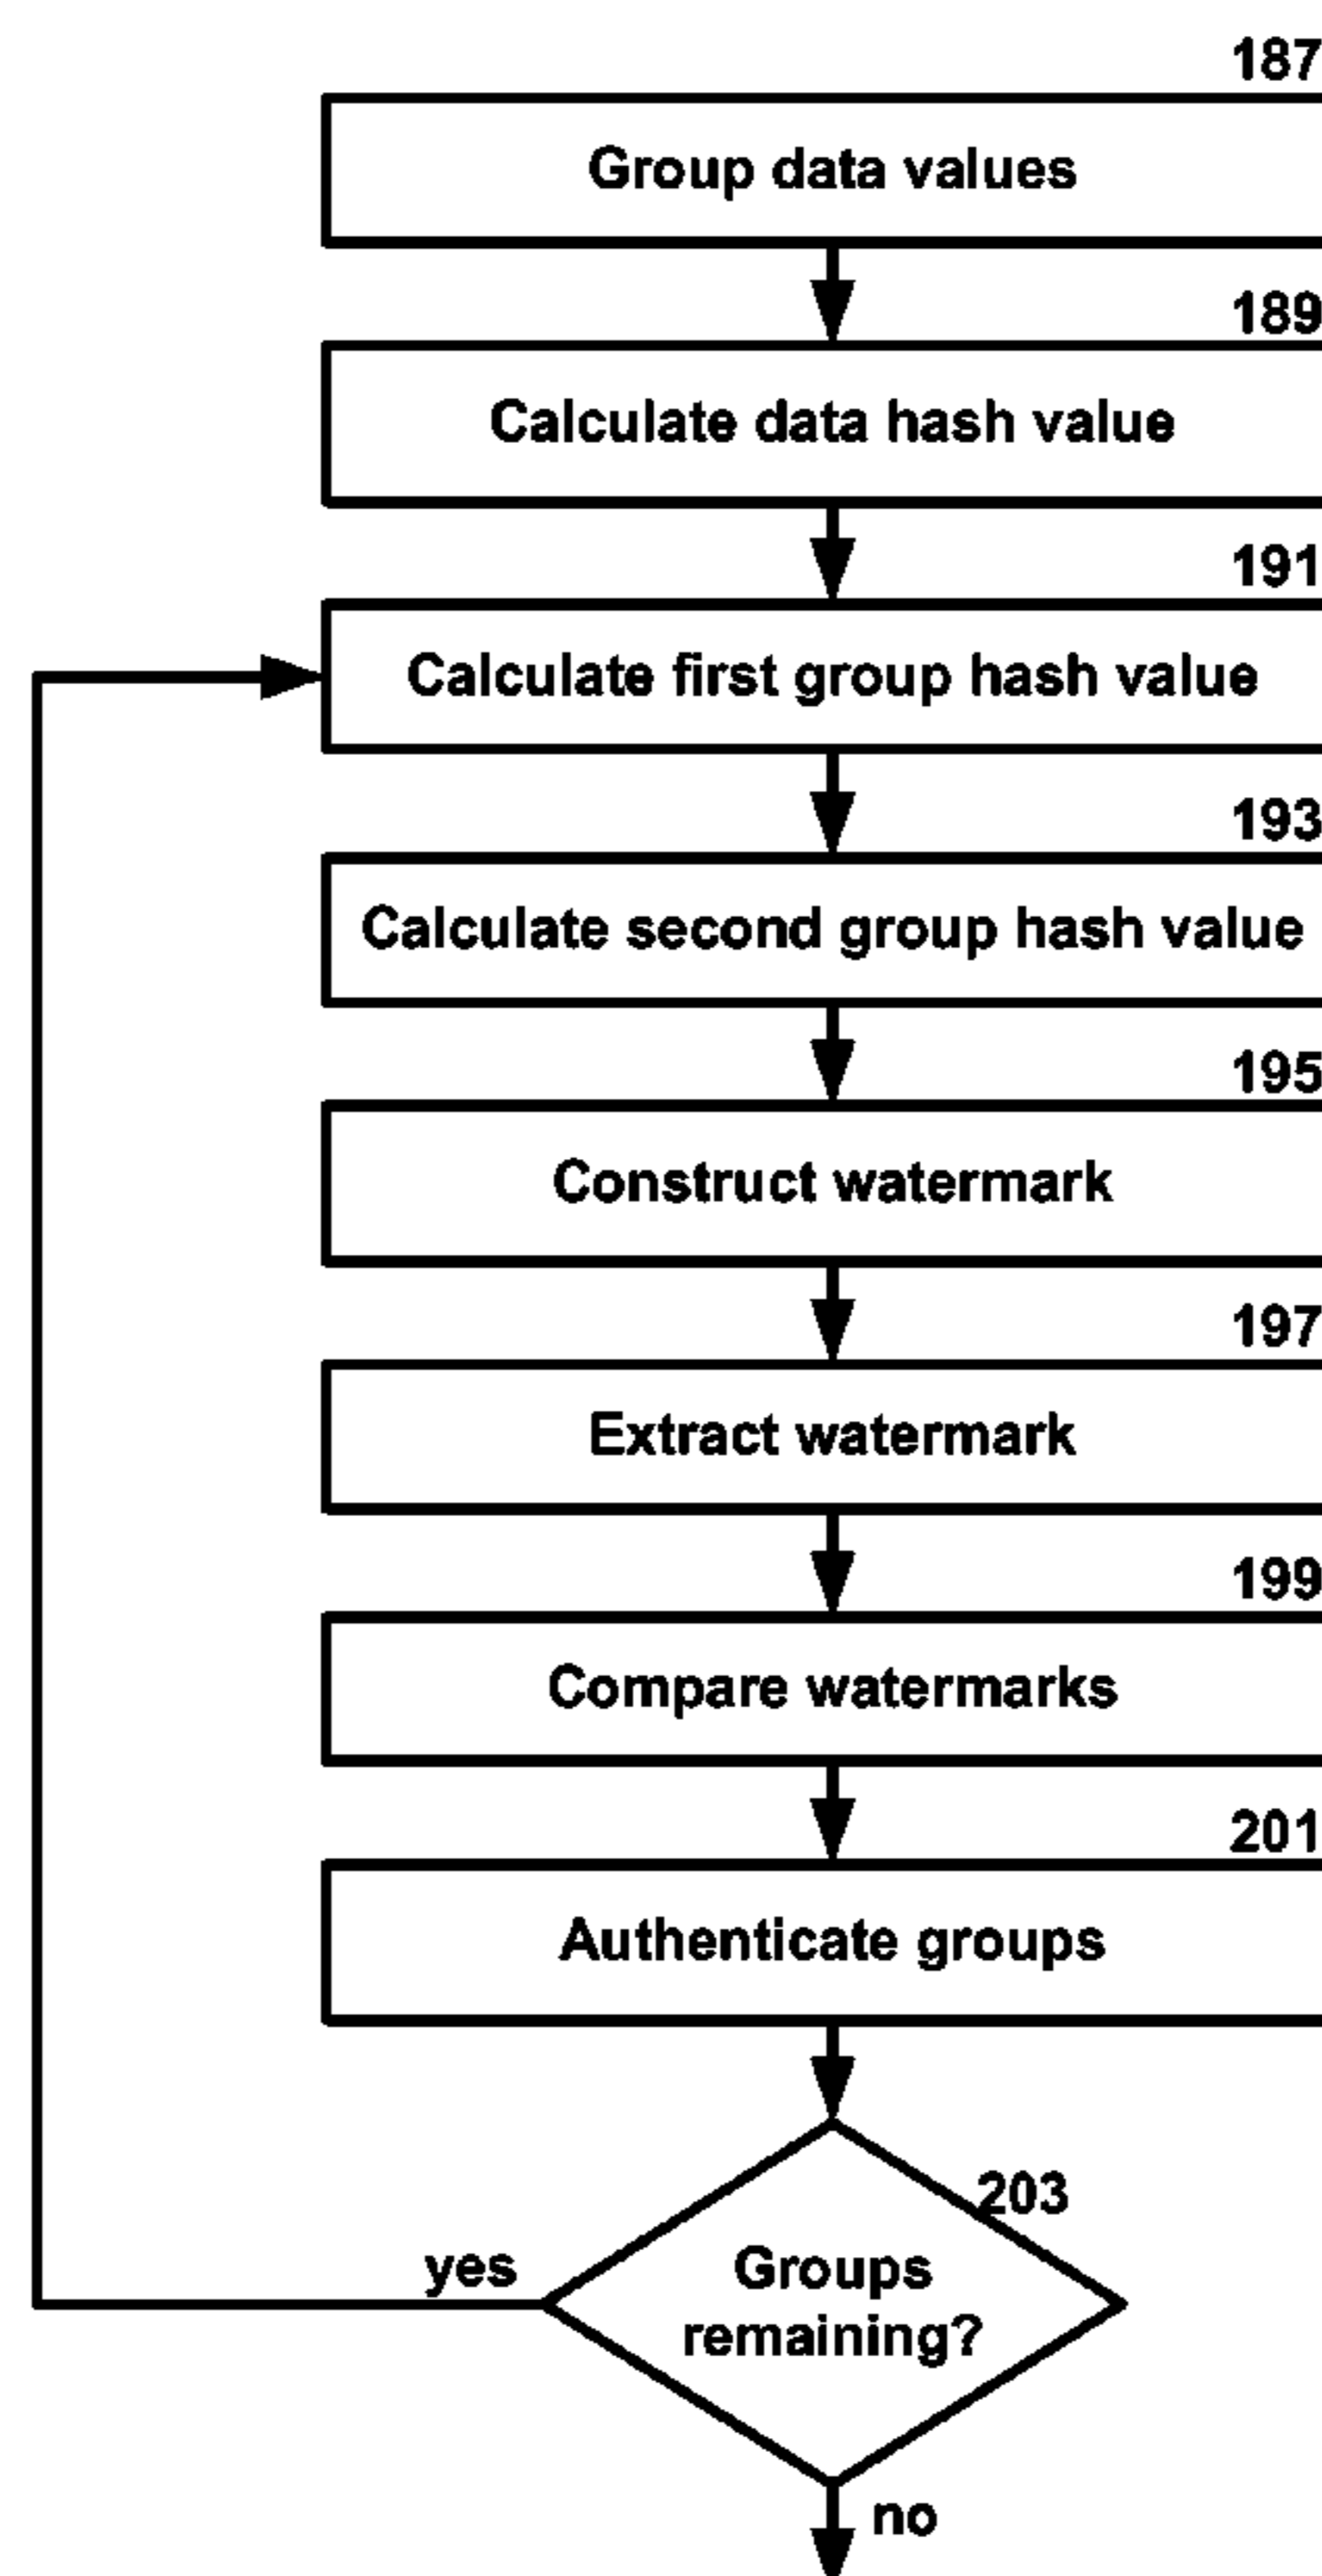 187
Group data values
189
Calculate data hash value
191
Calculate first group hash value
193
Calculate second group hash value
195
Construct watermark
197
Extract watermark
199
Compare watermarks
201
Authenticate groups
203
yes
Groups
remaining?
no